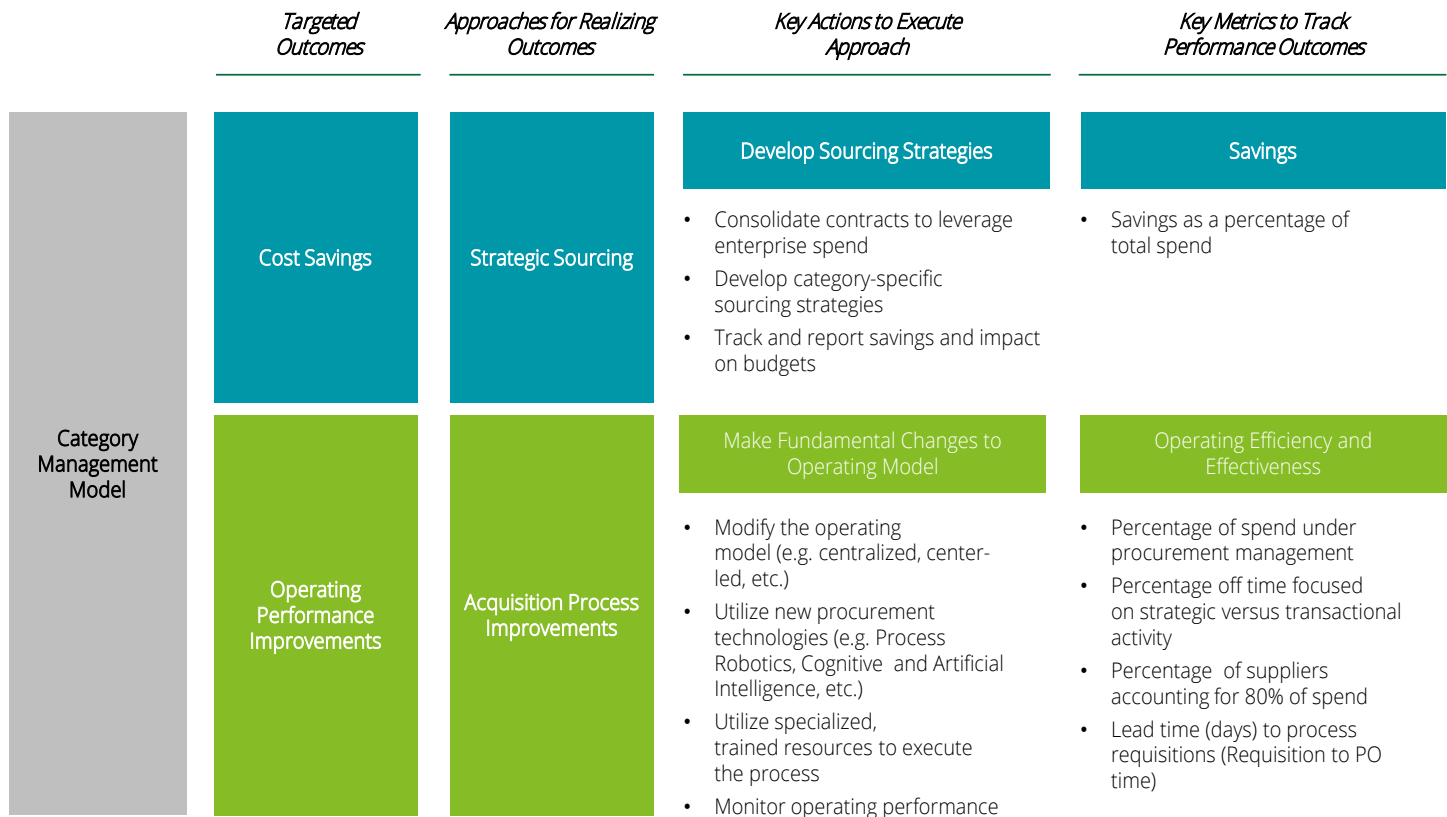 Targeted
Outcomes
Approaches for Realizing
Outcomes
Key Actions to Execute
Approach
Key Metrics to Track
Performance Outcomes
Category
Management
Model
Cost Savings
Strategic Sourcing
Develop Sourcing Strategies
• Consolidate contracts to leverage
enterprise spend
• Develop category-specific
sourcing strategies
• Track and report savings and impact
on budgets
Savings
• Savings as a percentage of
total spend
Operating
Performance
Improvements
Acquisition Process
Improvements
Make Fundamental Changes to
Operating Model
• Modify the operating
model (e.g. centralized, center-
led, etc.)
• Utilize new procurement
technologies (e.g. Process
Robotics, Cognitive and Artificial
Intelligence, etc.)
• Utilize specialized,
trained resources to execute
the process
• Monitor operating performance
Operating Efficiency and
Effectiveness
• Percentage of spend under
procurement management
• Percentage off time focused
on strategic versus transactional
activity
• Percentage of suppliers
accounting for 80% of spend
• Lead time (days) to process
requisitions (Requisition to PO
time)